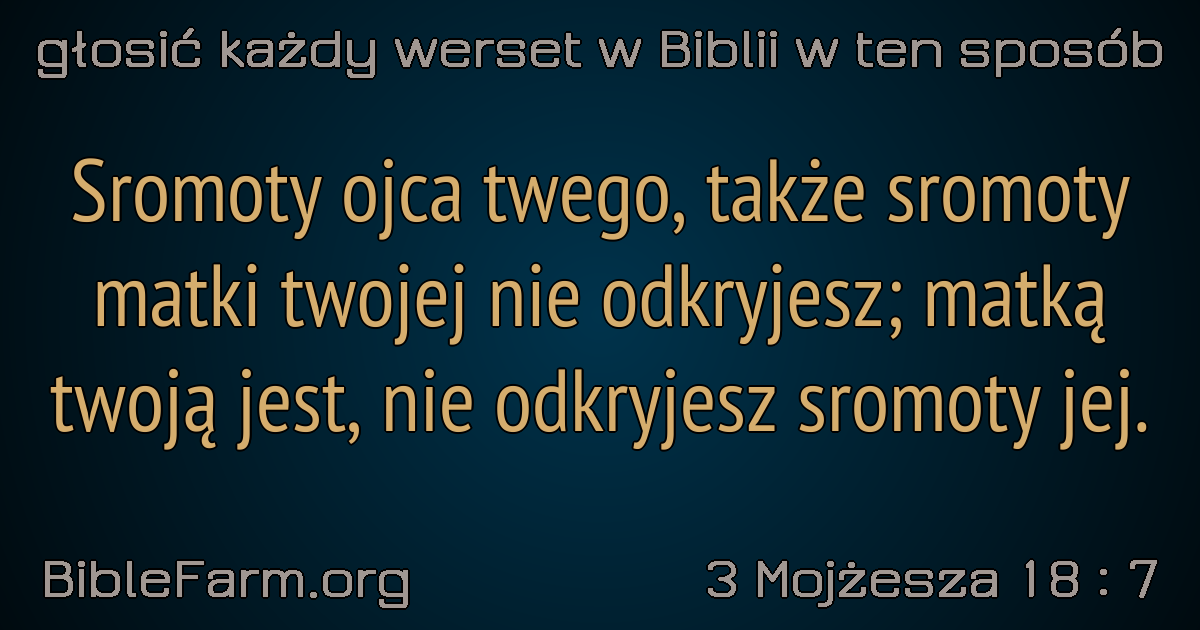 głosić każdy werset w Biblii w ten sposób
Sromoty ojca twego, także sromoty
matki twojej nie odkryjesz; matką
twoją jest, nie odkryjesz sromoty jej.
BibleFarm.org
3 Mojżesza 18 : 7